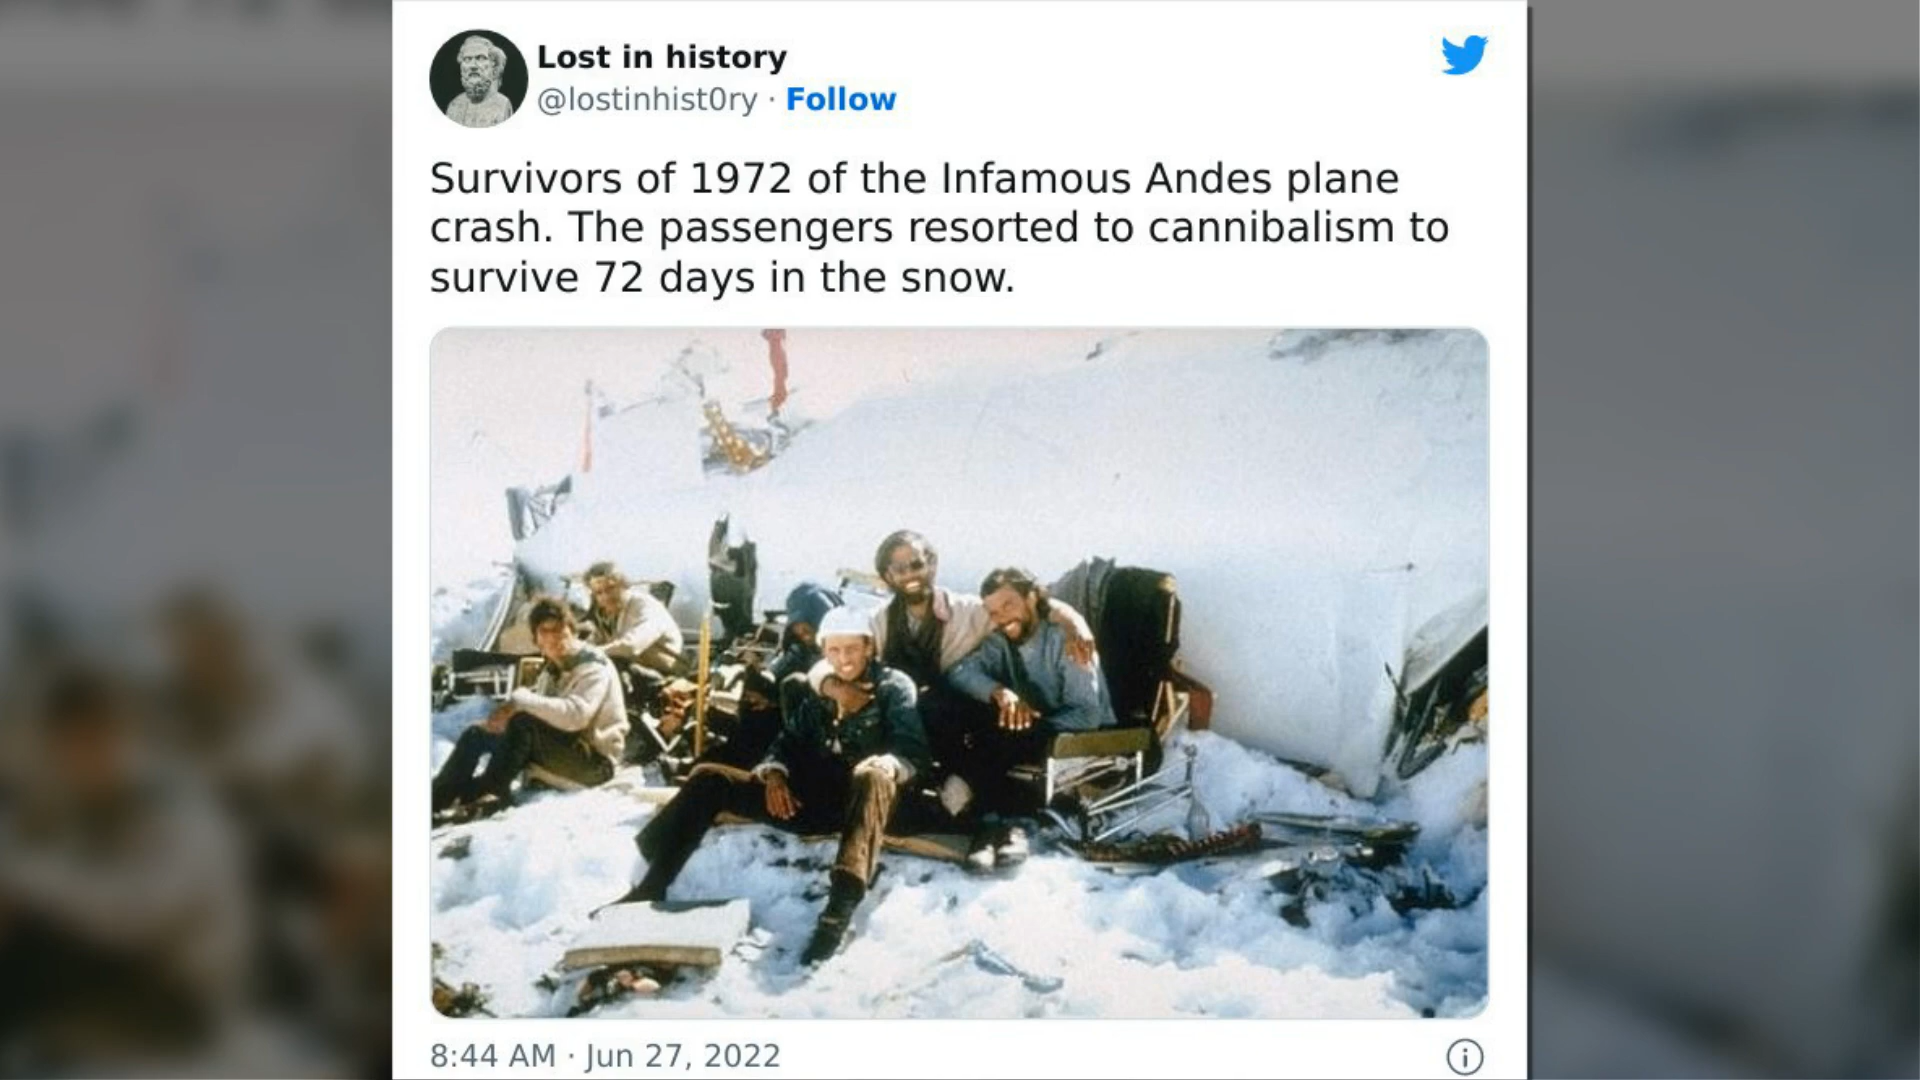 Lost in history
@lostinhist0ry · Follow
Survivors of 1972 of the Infamous Andes plane
crash. The passengers resorted to cannibalism to
survive 72 days in the snow.
8:44 AM · Jun 27, 2022